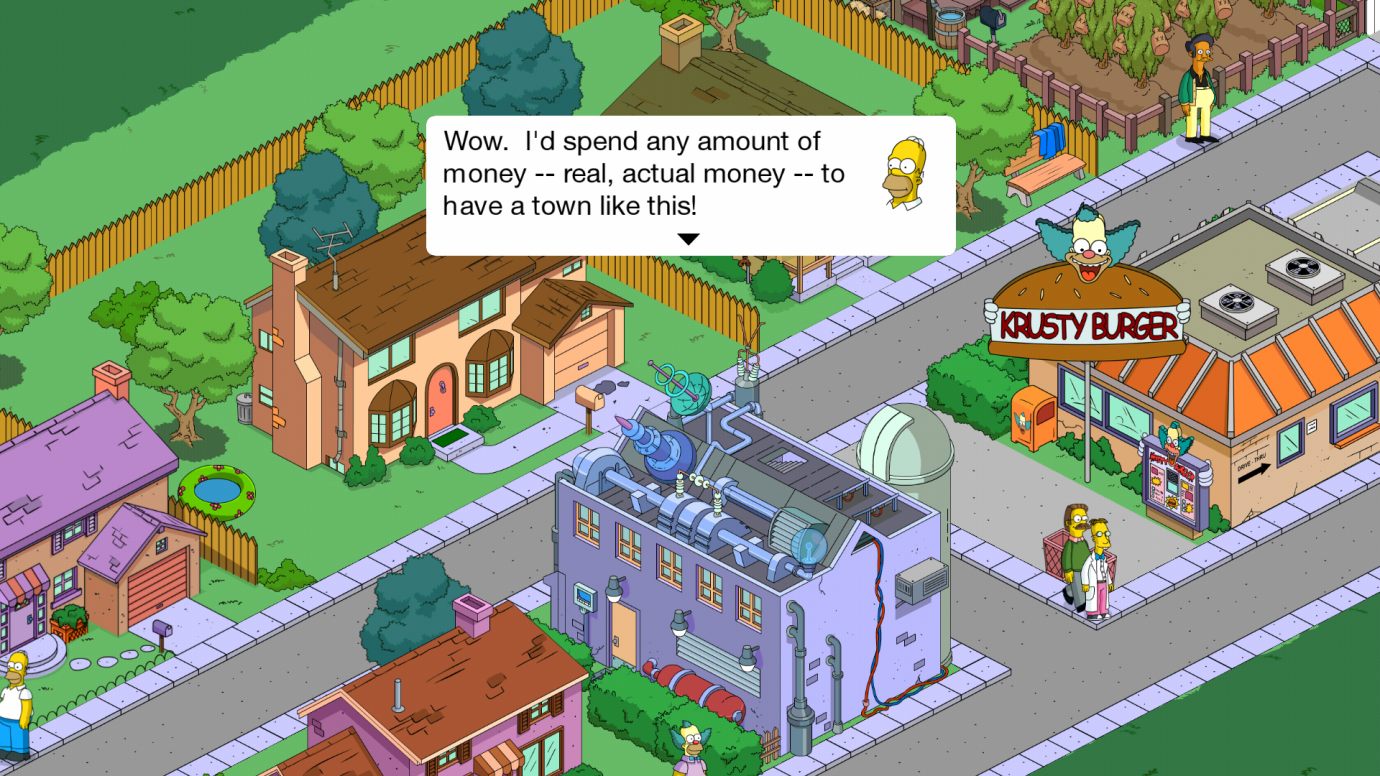 Wow.  I'd spend any amount of
money -- real, actual money -- to
have a town like this!
KRUSTY BURGER
DRIVE-THRU